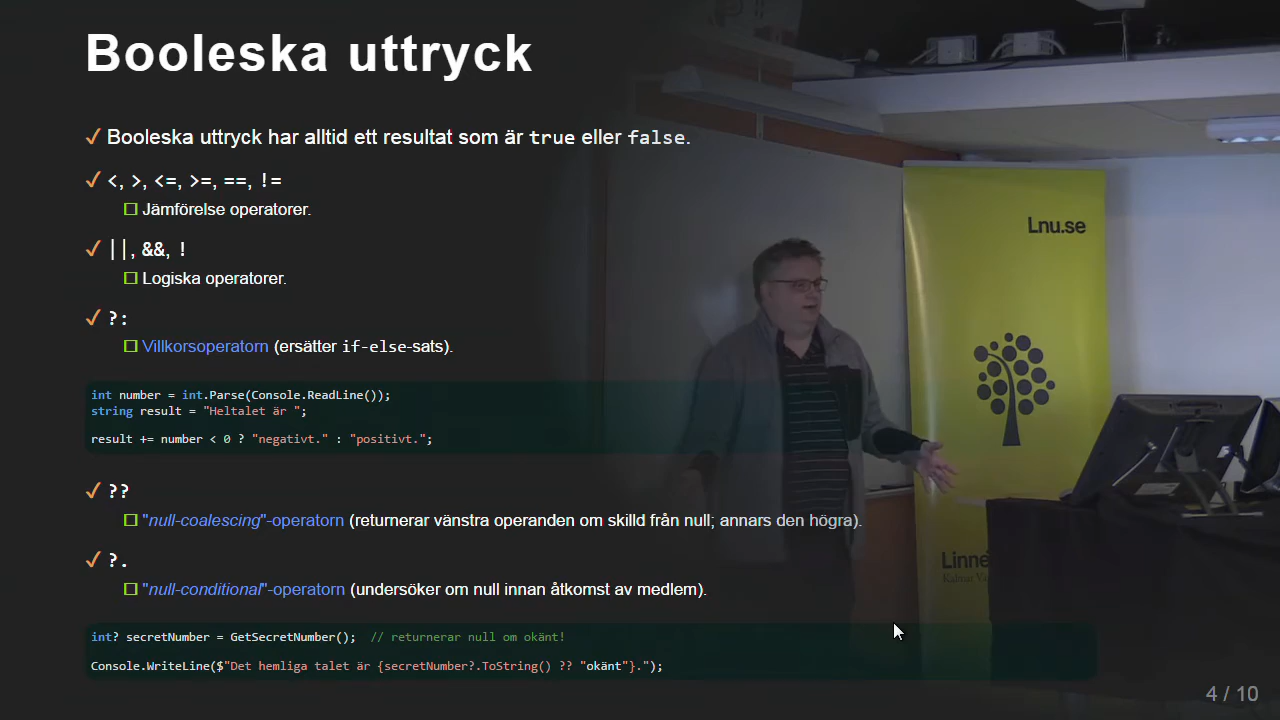 Booleska uttryck
Booleska uttryck har alltid ett resultat som är true eller false.
<, >, <=, >=, ==, !=
Jämförelse operatorer.
||, &&, !
Logiska operatorer.
?:
Villkorsoperatorn (ersätter if-else-sats).
int number = int.Parse(Console.ReadLine());
string result = "Heltalet är ";
result += number < 0 ? "negativt." : "positivt.";
??
"null-coalescing"-operatorn (returnerar vänstra operanden om skilld från null; annars den högra).
?.
"null-conditional"-operatorn (undersöker om null innan åtkomst av medlem).
int? secretNumber = GetSecretNumber();  // returnerar null om okänt!
Console.WriteLine($"Det hemliga talet är {secretNumber?.ToString() ?? "okänt"}.");
Lnu.se
Kalmar
4 / 10